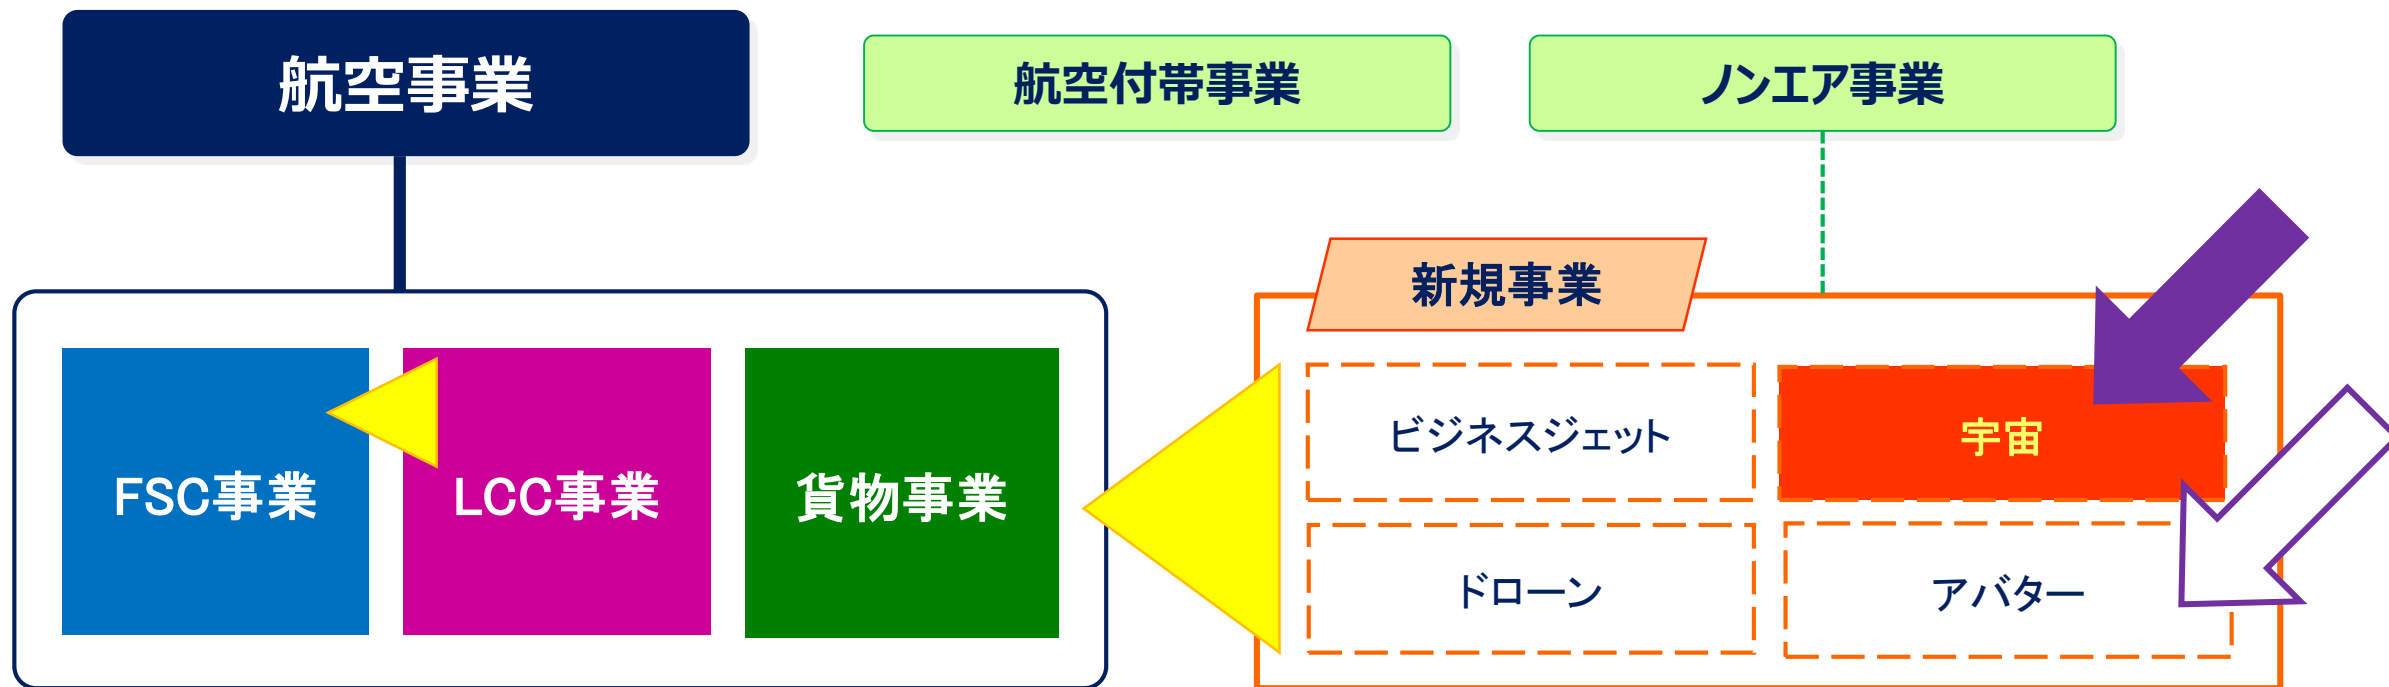 航空事業
航空付帯事業
ノンエア事業
新規事業
FSC事業
LCC事業
貨物事業
ビジネスジェット
宇宙
ドローン
アバター